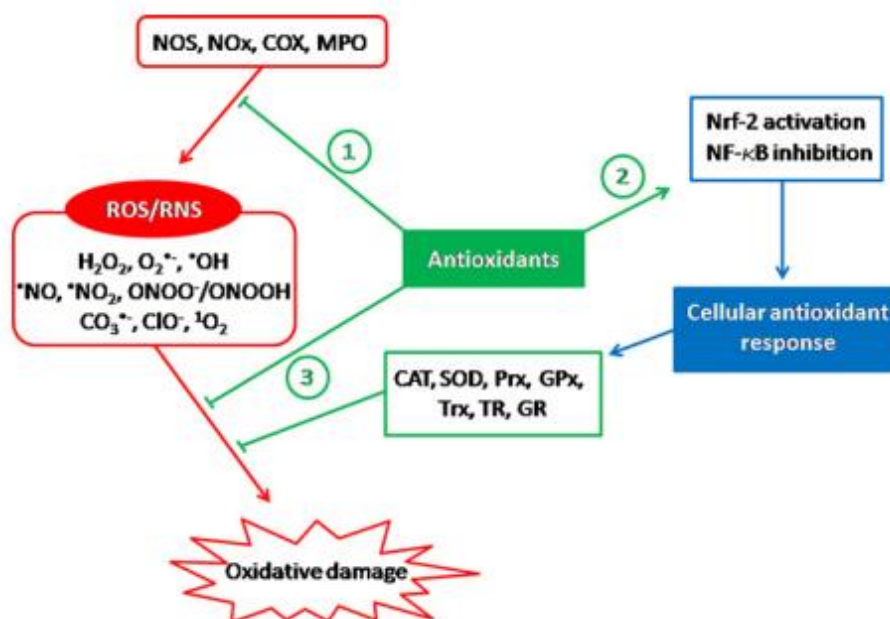 NOS, NOx, COX, MPO
1
2
Nrf-2 activation
NF-κB inhibition
ROS/RNS
H₂O₂, O₂•⁻, •OH
•NO, •NO₂, ONOO⁻/ONOOH
CO₃•⁻, ClO⁻, ¹O₂
Antioxidants
Cellular antioxidant
response
3
CAT, SOD, Prx, GPx,
Trx, TR, GR
Oxidative damage